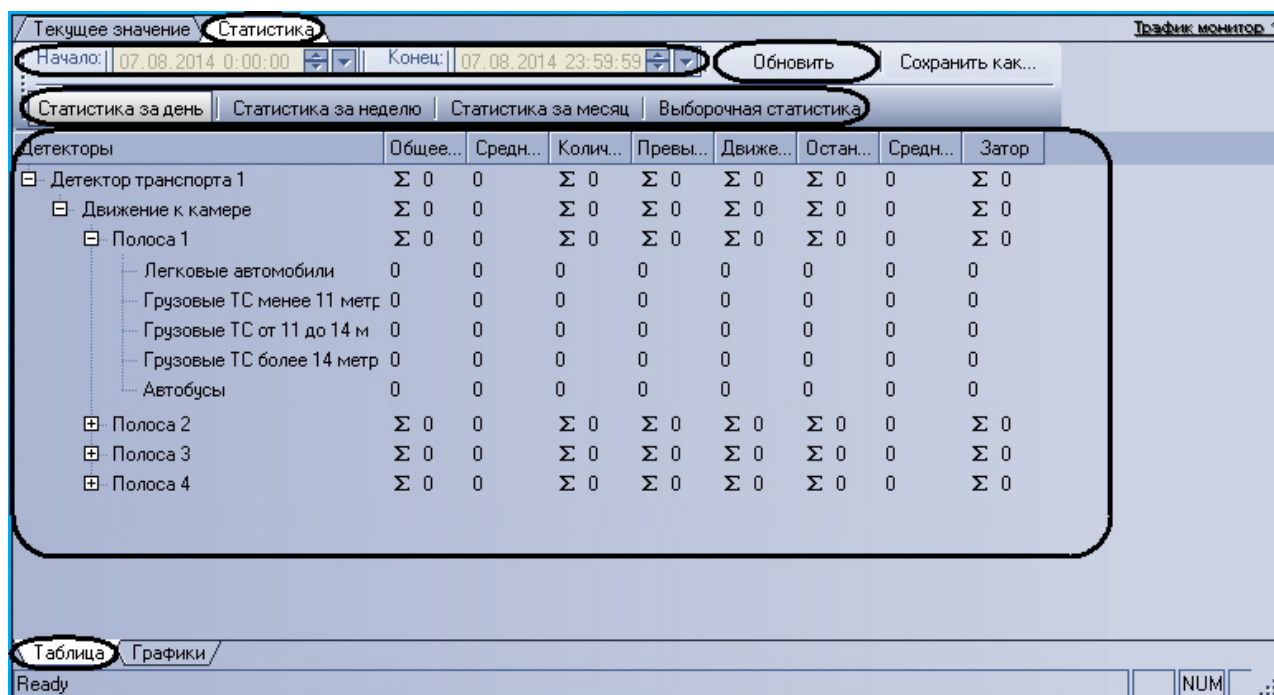 Текущее значение Статистика Трафик монитор
Начало: 07.08.2014 0:00:00 Конец: 07.08.2014 23:59:59 Обновить Сохранить как...
Статистика за день Статистика за неделю Статистика за месяц Выборочная статистика
Детекторы Общее... Средн... Колич... Превы... Движе... Остан... Средн... Затор
Детектор транспорта 1 Σ 0 0 Σ 0 Σ 0 Σ 0 Σ 0 0 Σ 0
Движение к камере Σ 0 0 Σ 0 Σ 0 Σ 0 Σ 0 0 Σ 0
Полоса 1 Σ 0 0 Σ 0 Σ 0 Σ 0 Σ 0 0 Σ 0
Легковые автомобили 0 0 0 0 0 0 0 0
Грузовые ТС менее 11 метр 0 0 0 0 0 0 0 0
Грузовые ТС от 11 до 14 м 0 0 0 0 0 0 0 0
Грузовые ТС более 14 метр 0 0 0 0 0 0 0 0
Автобусы 0 0 0 0 0 0 0 0
Полоса 2 Σ 0 0 Σ 0 Σ 0 Σ 0 Σ 0 0 Σ 0
Полоса 3 Σ 0 0 Σ 0 Σ 0 Σ 0 Σ 0 0 Σ 0
Полоса 4 Σ 0 0 Σ 0 Σ 0 Σ 0 Σ 0 0 Σ 0
Таблица Графики
Ready NUM